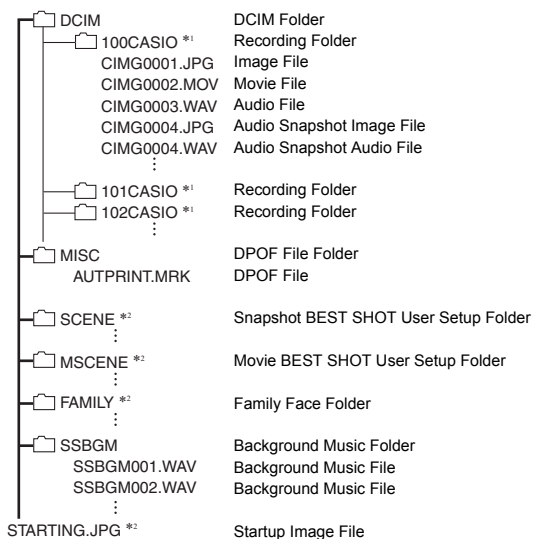 DCIM DCIM Folder
100CASIO *1 Recording Folder
CIMG0001.JPG Image File
CIMG0002.MOV Movie File
CIMG0003.WAV Audio File
CIMG0004.JPG Audio Snapshot Image File
CIMG0004.WAV Audio Snapshot Audio File
101CASIO *1 Recording Folder
102CASIO *1 Recording Folder
MISC DPOF File Folder
AUTPRINT.MRK DPOF File
SCENE *2 Snapshot BEST SHOT User Setup Folder
MSCENE *2 Movie BEST SHOT User Setup Folder
FAMILY *2 Family Face Folder
SSBGM Background Music Folder
SSBGM001.WAV Background Music File
SSBGM002.WAV Background Music File
STARTING.JPG *2 Startup Image File